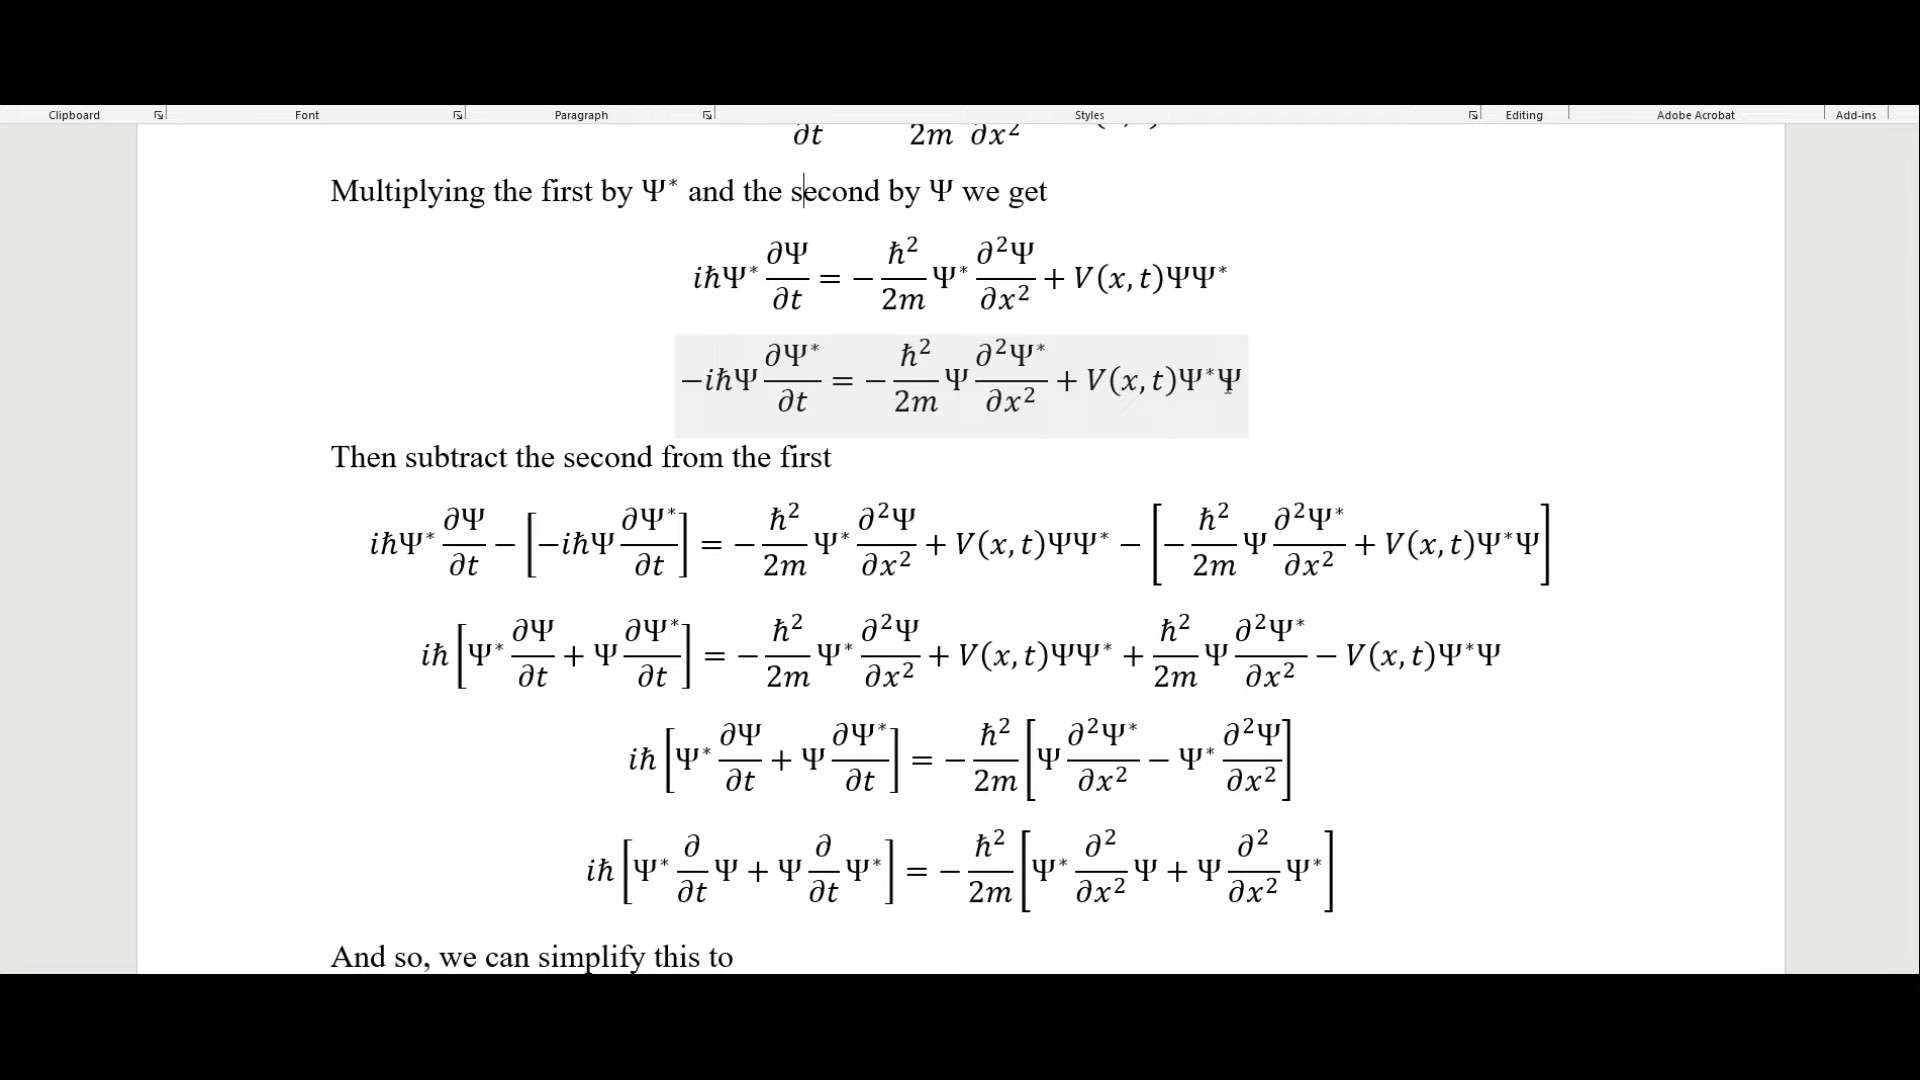 Clipboard Font Paragraph Styles Editing Adobe Acrobat Add-ins
∂t 2m ∂x²
Multiplying the first by Ψ* and the second by Ψ we get
iℏΨ* ∂Ψ/∂t = − ℏ²/2m Ψ* ∂²Ψ/∂x² + V(x, t)ΨΨ*
−iℏΨ ∂Ψ*/∂t = − ℏ²/2m Ψ ∂²Ψ*/∂x² + V(x, t)Ψ*Ψ
Then subtract the second from the first
iℏΨ* ∂Ψ/∂t − [−iℏΨ ∂Ψ*/∂t] = − ℏ²/2m Ψ* ∂²Ψ/∂x² + V(x, t)ΨΨ* − [− ℏ²/2m Ψ ∂²Ψ*/∂x² + V(x, t)Ψ*Ψ]
iℏ [Ψ* ∂Ψ/∂t + Ψ ∂Ψ*/∂t] = − ℏ²/2m Ψ* ∂²Ψ/∂x² + V(x, t)ΨΨ* + ℏ²/2m Ψ ∂²Ψ*/∂x² − V(x, t)Ψ*Ψ
iℏ [Ψ* ∂Ψ/∂t + Ψ ∂Ψ*/∂t] = − ℏ²/2m [Ψ ∂²Ψ*/∂x² − Ψ* ∂²Ψ/∂x²]
iℏ [Ψ* ∂/∂t Ψ + Ψ ∂/∂t Ψ*] = − ℏ²/2m [Ψ* ∂²/∂x² Ψ + Ψ ∂²/∂x² Ψ*]
And so, we can simplify this to